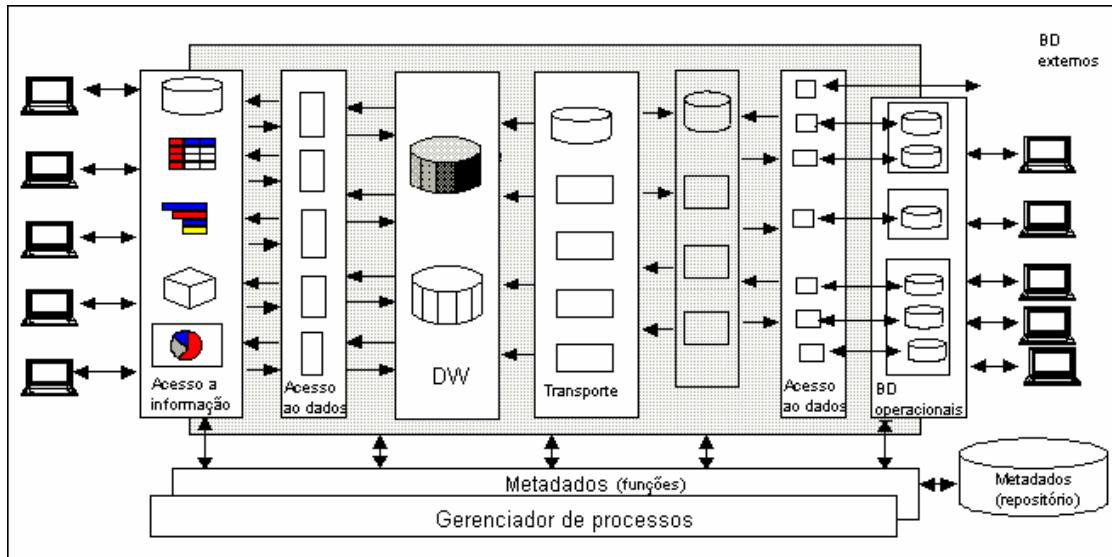 BD
externos
Acesso a
informação
Acesso
ao dados
DW
Transporte
Acesso
ao dados
BD
operacionais
Metadados (funções)
Gerenciador de processos
Metadados
(repositório)